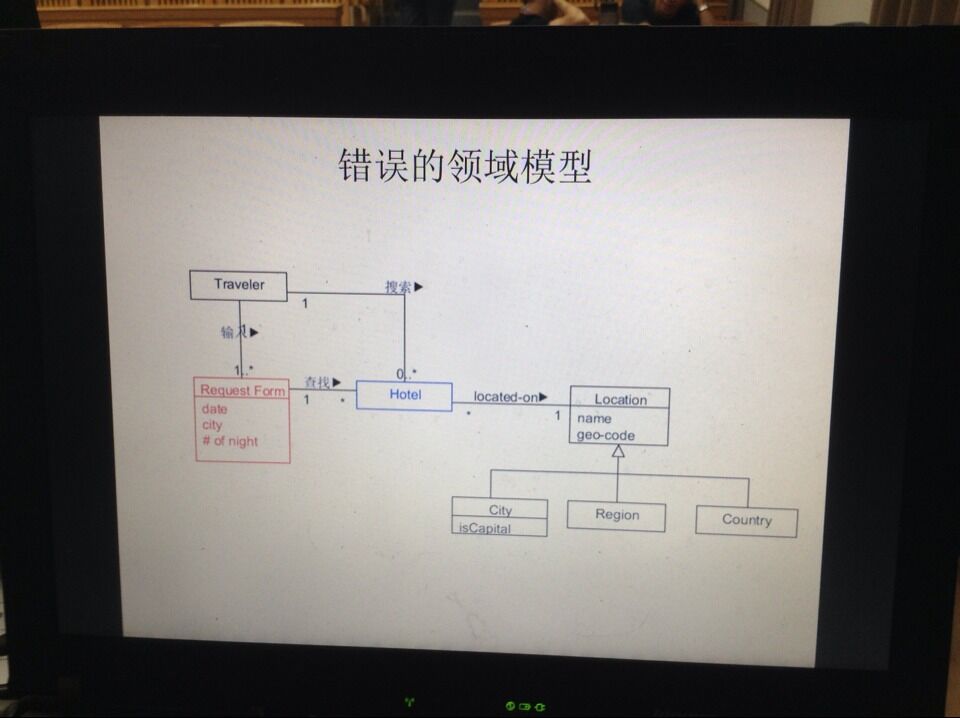 错误的领域模型
Traveler
搜索▶
1
输入▶
1
1..*
0..*
Request Form
date
city
# of night
查找▶
1
*
Hotel
located-on▶
*
1
Location
name
geo-code
City
isCapital
Region
Country